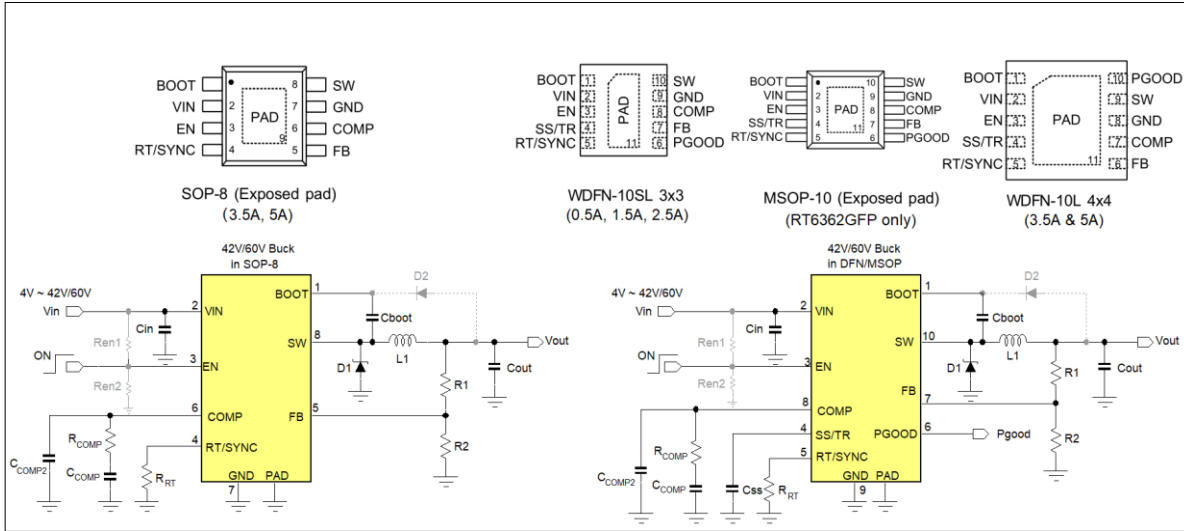 BOOT
VIN
EN
RT/SYNC
2
3
4
PAD
9
8
7
6
5
SW
GND
COMP
FB
SOP-8 (Exposed pad)
(3.5A, 5A)
BOOT
VIN
EN
SS/TR
RT/SYNC
1
2
3
4
5
PAD
11
10
9
8
7
6
SW
GND
COMP
FB
PGOOD
WDFN-10SL 3x3
(0.5A, 1.5A, 2.5A)
BOOT
VIN
EN
SS/TR
RT/SYNC
2
3
4
5
PAD
11
10
9
8
7
6
SW
GND
COMP
FB
PGOOD
MSOP-10 (Exposed pad)
(RT6362GFP only)
BOOT
VIN
EN
SS/TR
RT/SYNC
1
2
3
4
5
PAD
11
10
9
8
7
6
PGOOD
SW
GND
COMP
FB
WDFN-10L 4x4
(3.5A & 5A)
42V/60V Buck
in SOP-8
4V ~ 42V/60V
Vin
Cin
Ren1
ON
Ren2
2
VIN
3
EN
6
COMP
4
RT/SYNC
BOOT
1
SW
8
FB
5
GND
7
PAD
D2
Cboot
L1
D1
Vout
Cout
R1
R2
RCOMP
CCOMP2
CCOMP
RRT
42V/60V Buck
in DFN/MSOP
4V ~ 42V/60V
Vin
Cin
Ren1
ON
Ren2
2
VIN
3
EN
8
COMP
4
SS/TR
5
RT/SYNC
BOOT
1
SW
10
FB
7
PGOOD
6
Pgood
GND
9
PAD
D2
Cboot
L1
D1
Vout
Cout
R1
R2
RCOMP
CCOMP2
CCOMP
Css
RRT